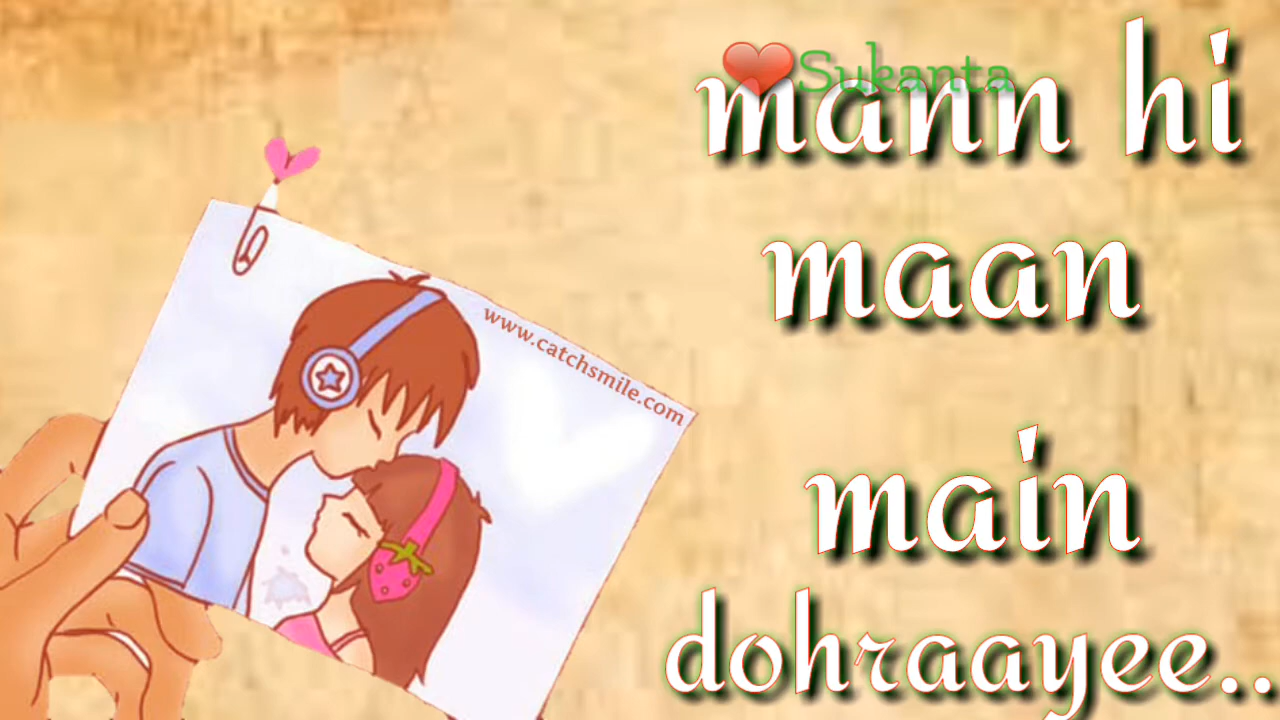 ❤Sukanta
mann hi
maan
main
dohraayee..
www.catchsmile.com